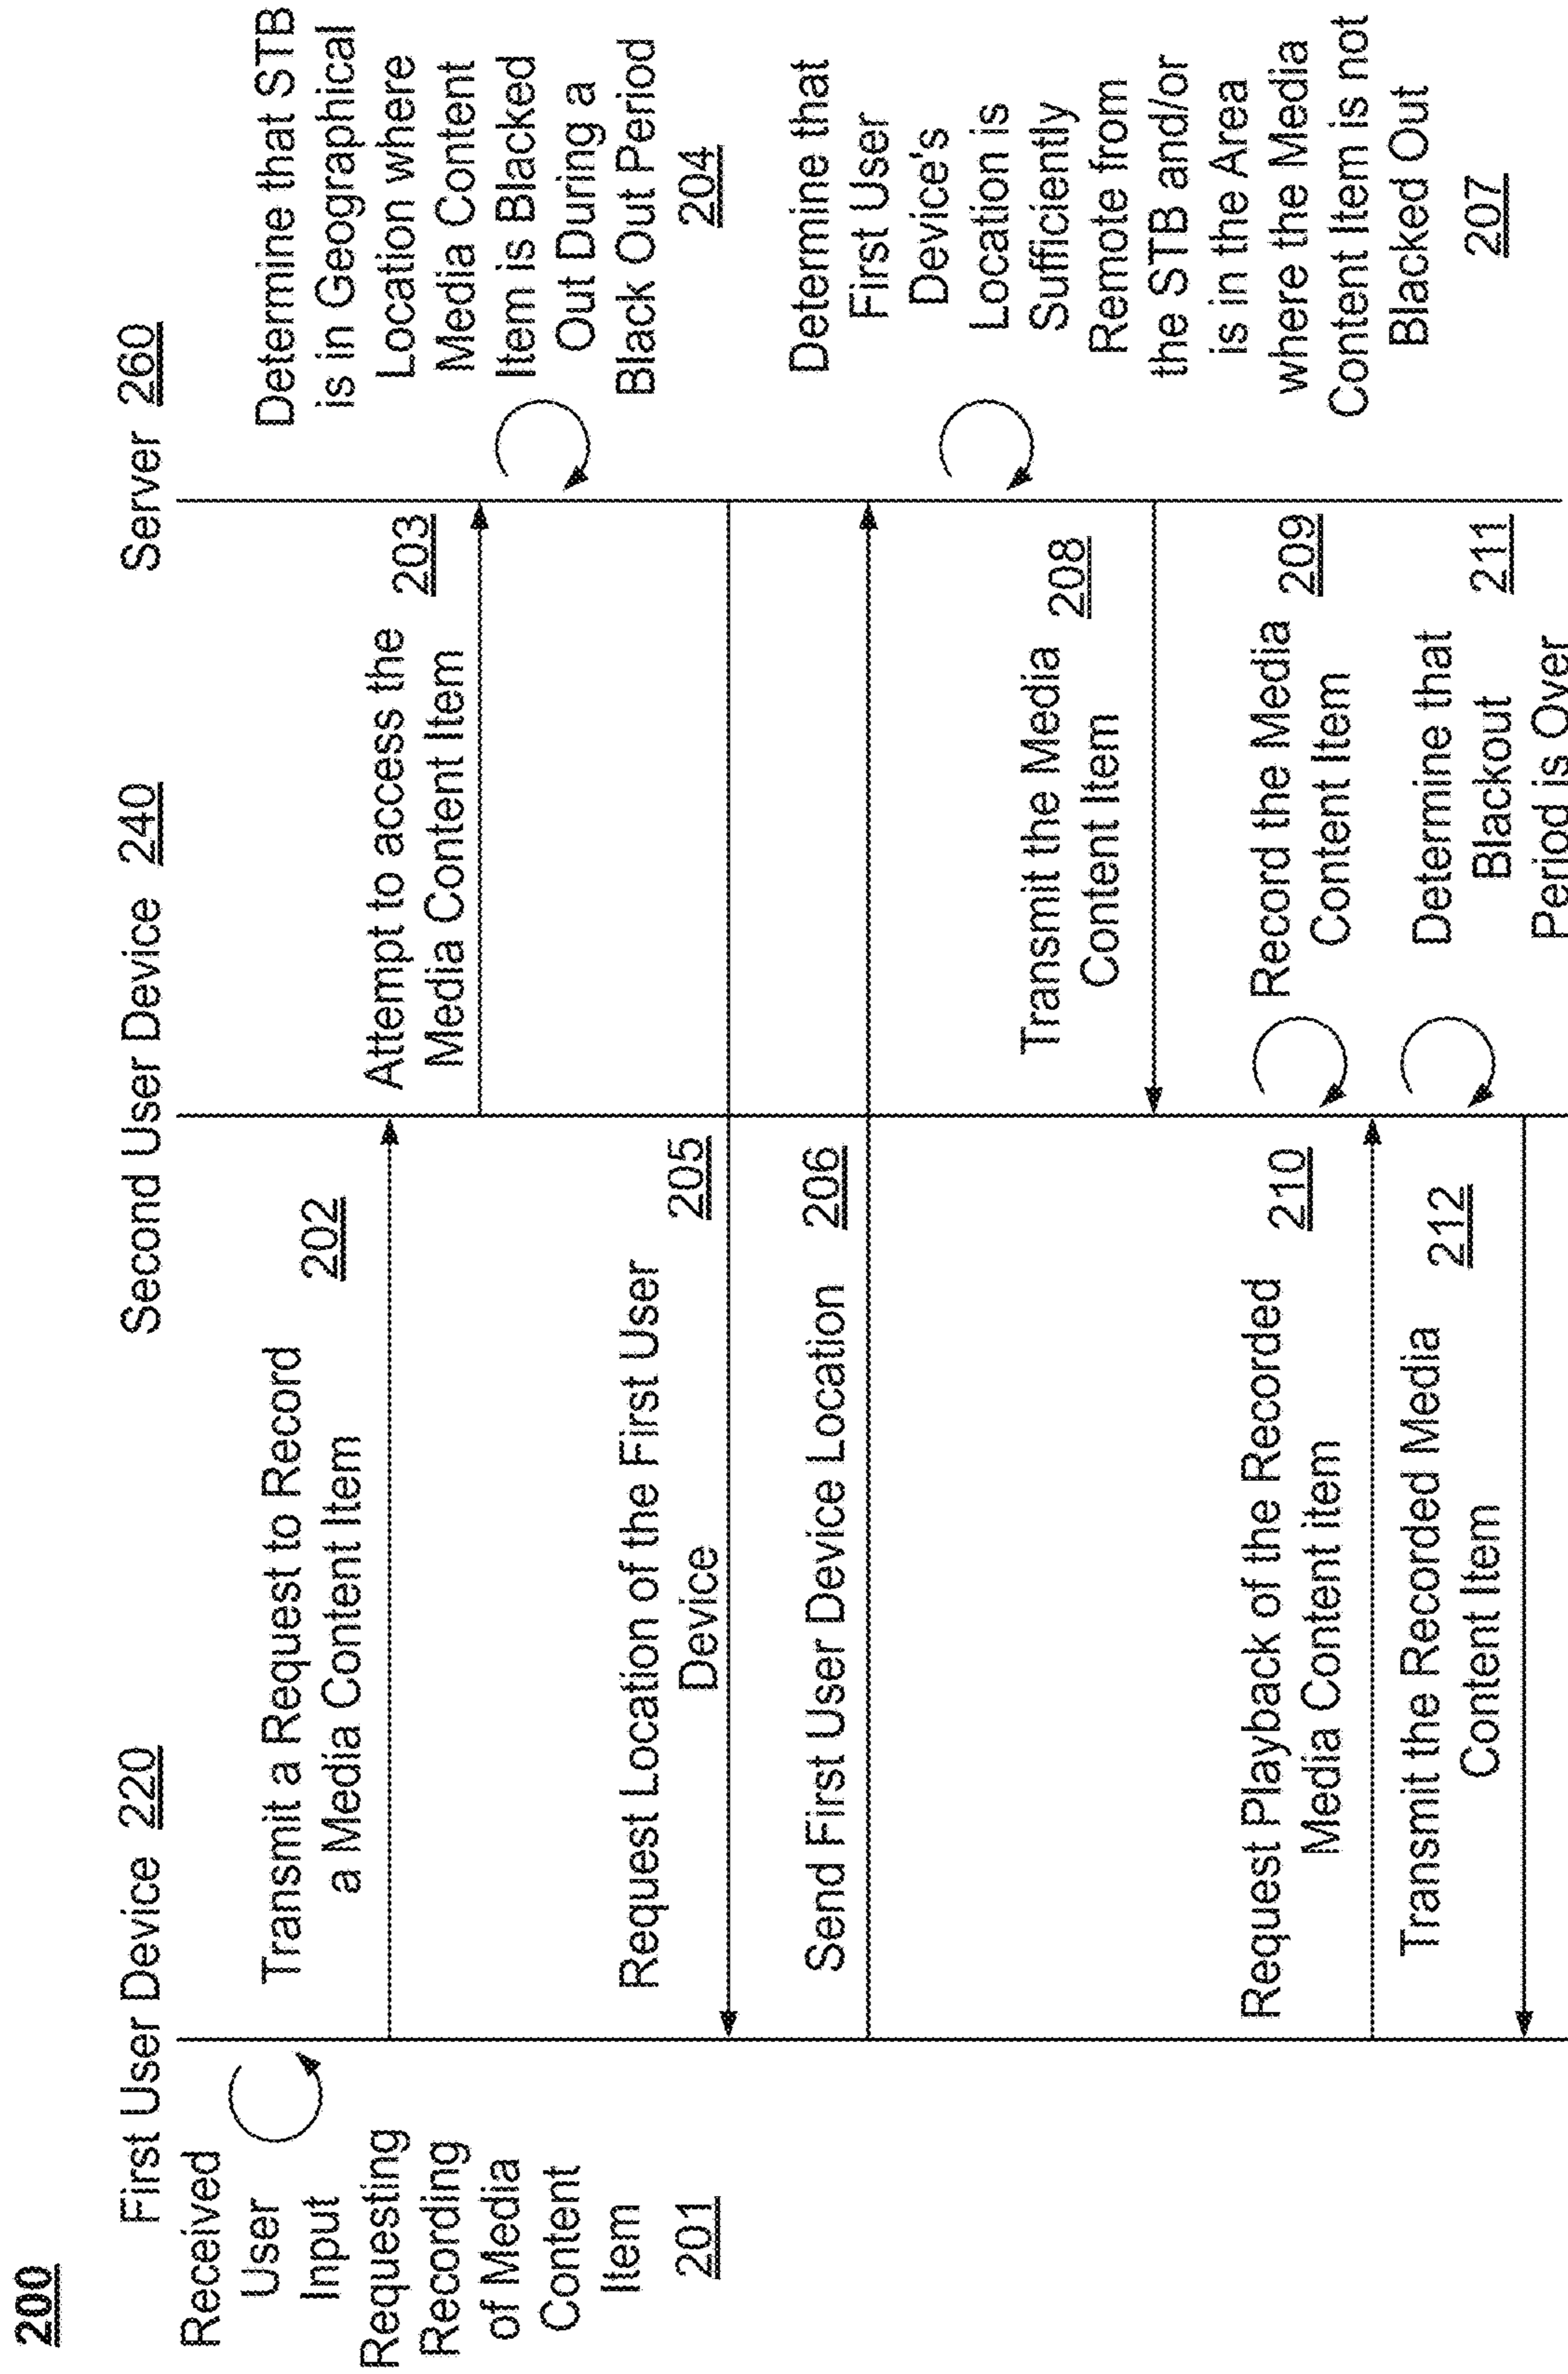 200
First User Device 220
Second User Device 240
Server 260
Received
User
Input
Requesting
Recording
of Media
Content
Item
201
Transmit a Request to Record
a Media Content Item
202
Attempt to access the
Media Content Item
203
Determine that STB
is in Geographical
Location where
Media Content
Item is Blacked
Out During a
Black Out Period
204
Request Location of the First User
Device
205
Send First User Device Location 206
Determine that
First User
Device's
Location is
Sufficiently
Remote from
the STB and/or
is in the Area
where the Media
Content Item is not
Blacked Out
207
Transmit the Media
Content Item
208
Record the Media
Content Item
209
Request Playback of the Recorded
Media Content item
210
Determine that
Blackout
Period is Over
211
Transmit the Recorded Media
Content Item
212